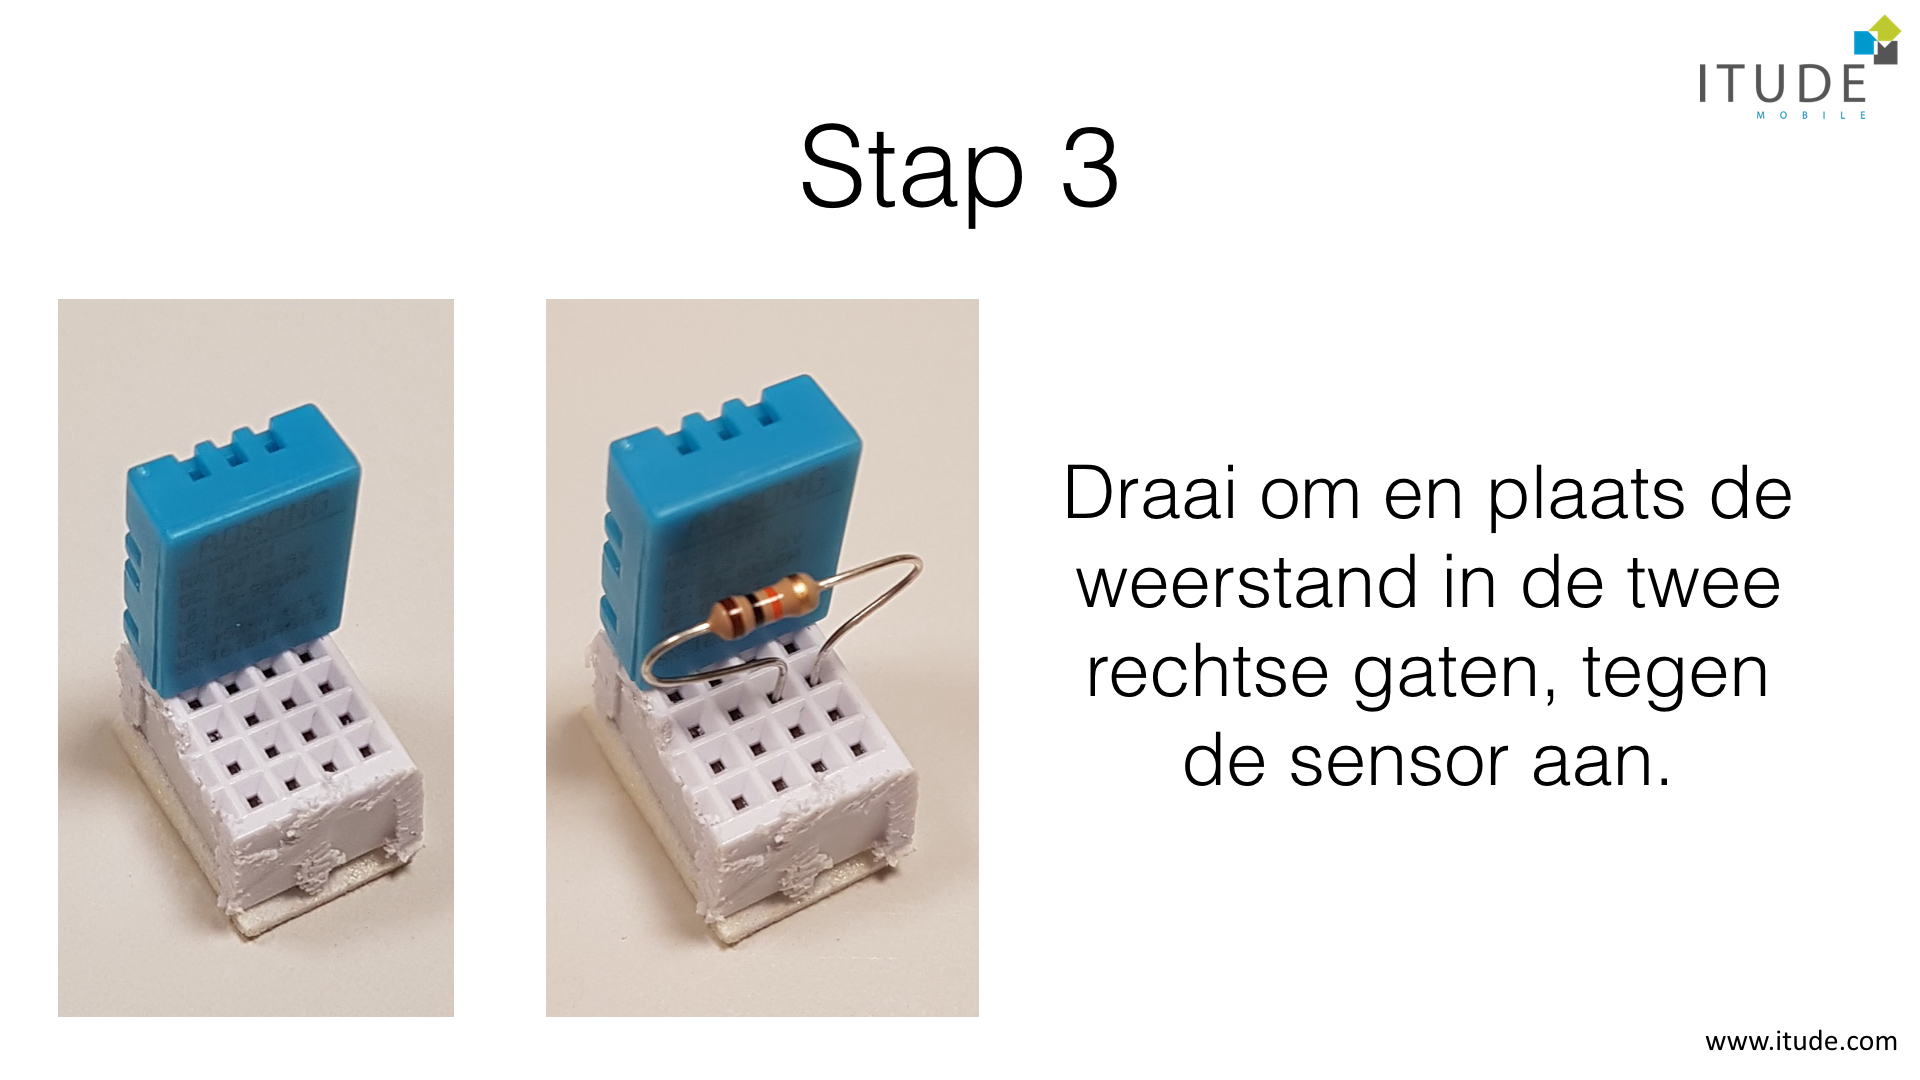 ITUDE
MOBILE
Stap 3
AOSONG
Draai om en plaats de
weerstand in de twee
rechtse gaten, tegen
de sensor aan.
www.itude.com